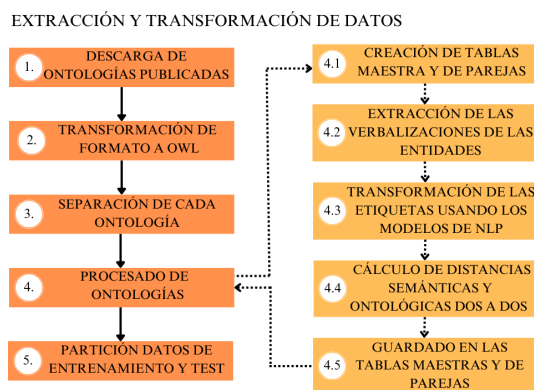 EXTRACCIÓN Y TRANSFORMACIÓN DE DATOS
1.
DESCARGA DE
ONTOLOGÍAS PUBLICADAS
2.
TRANSFORMACIÓN DE
FORMATO A OWL
3.
SEPARACIÓN DE CADA
ONTOLOGÍA
4.
PROCESADO DE
ONTOLOGÍAS
5.
PARTICIÓN DATOS DE
ENTRENAMIENTO Y TEST
4.1
CREACIÓN DE TABLAS
MAESTRA Y DE PAREJAS
4.2
EXTRACCIÓN DE LAS
VERBALIZACIONES DE LAS
ENTIDADES
4.3
TRANSFORMACIÓN DE LAS
ETIQUETAS USANDO LOS
MODELOS DE NLP
4.4
CÁLCULO DE DISTANCIAS
SEMÁNTICAS Y
ONTOLÓGICAS DOS A DOS
4.5
GUARDADO EN LAS
TABLAS MAESTRAS Y DE
PAREJAS